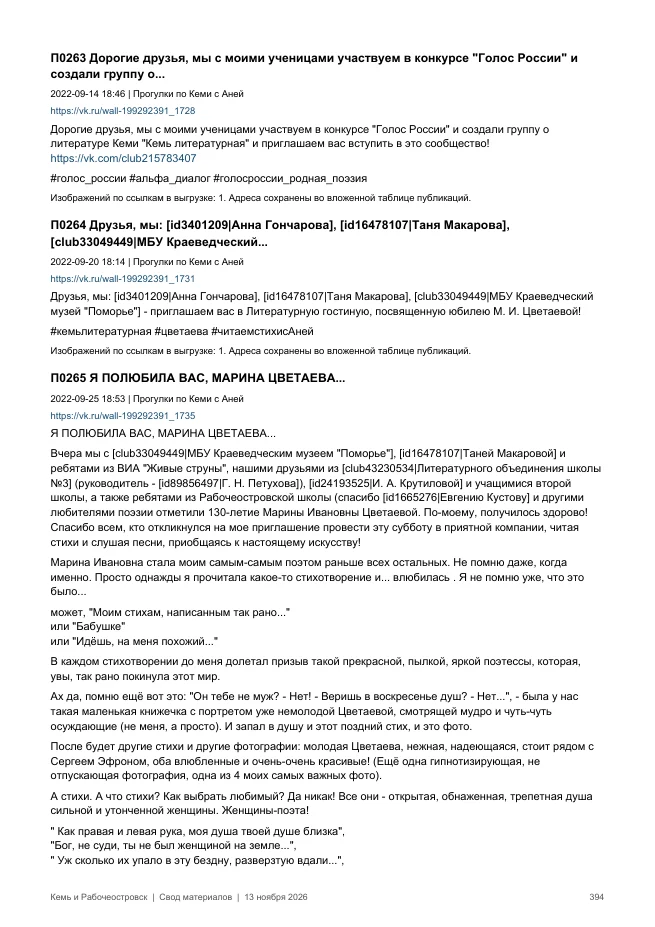 П0263 Дорогие друзья, мы с моими ученицами участвуем в конкурсе "Голос России" и
создали группу о...
2022-09-14 18:46 | Прогулки по Кеми с Аней
https://vk.ru/wall-199292391_1728
Дорогие друзья, мы с моими ученицами участвуем в конкурсе "Голос России" и создали группу о
литературе Кеми "Кемь литературная" и приглашаем вас вступить в это сообщество!
https://vk.com/club215783407
#голос_россии #альфа_диалог #голосроссии_родная_поэзия
Изображений по ссылкам в выгрузке: 1. Адреса сохранены во вложенной таблице публикаций.
П0264 Друзья, мы: [id3401209|Анна Гончарова], [id16478107|Таня Макарова],
[club33049449|МБУ Краеведческий...
2022-09-20 18:14 | Прогулки по Кеми с Аней
https://vk.ru/wall-199292391_1731
Друзья, мы: [id3401209|Анна Гончарова], [id16478107|Таня Макарова], [club33049449|МБУ Краеведческий
музей "Поморье"] - приглашаем вас в Литературную гостиную, посвященную юбилею М. И. Цветаевой!
#кемьлитературная #цветаева #читаемстихисАней
Изображений по ссылкам в выгрузке: 1. Адреса сохранены во вложенной таблице публикаций.
П0265 Я ПОЛЮБИЛА ВАС, МАРИНА ЦВЕТАЕВА...
2022-09-25 18:53 | Прогулки по Кеми с Аней
https://vk.ru/wall-199292391_1735
Я ПОЛЮБИЛА ВАС, МАРИНА ЦВЕТАЕВА...
Вчера мы с [club33049449|МБУ Краеведческий музеем "Поморье"], [id16478107|Таней Макаровой] и
ребятами из ВИА "Живые струны", нашими друзьями из [club43230534|Литературного объединения школы
№3] (руководитель - [id89856497|Г. Н. Петухова]), [id24193525|И. А. Крутиловой] и учащимися второй
школы, а также ребятами из Рабочеостровской школы (спасибо [id1665276|Евгению Кустову] и другими
любителями поэзии отметили 130-летие Марины Ивановны Цветаевой. По-моему, получилось здорово!
Спасибо всем, кто откликнулся на мое приглашение провести эту субботу в приятной компании, читая
стихи и слушая песни, приобщаясь к настоящему искусству!
Марина Ивановна стала моим самым-самым поэтом раньше всех остальных. Не помню даже, когда
именно. Просто однажды я прочитала какое-то стихотворение и... влюбилась . Я не помню уже, что это
было...
может, "Моим стихам, написанным так рано..."
или "Бабушке"
или "Идёшь, на меня похожий..."
В каждом стихотворении до меня долетал призыв такой прекрасной, пылкой, яркой поэтессы, которая,
увы, так рано покинула этот мир.
Ах да, помню ещё вот это: "Он тебе не муж? - Нет! - Веришь в воскресенье душ? - Нет...", - была у нас
такая маленькая книжечка с портретом уже немолодой Цветаевой, смотрящей мудро и чуть-чуть
осуждающие (не меня, а просто). И запал в душу и этот поздний стих, и это фото.
После будет другие стихи и другие фотографии: молодая Цветаева, нежная, надеющаяся, стоит рядом с
Сергеем Эфроном, оба влюбленные и очень-очень красивые! (Ещё одна гипнотизирующая, не
отпускающая фотография, одна из 4 моих самых важных фото).
А стихи. А что стихи? Как выбрать любимый? Да никак! Все они - открытая, обнаженная, трепетная душа
сильной и утонченной женщины. Женщины-поэта!
" Как правая и левая рука, моя душа твоей душе близка",
"Бог, не суди, ты не был женщиной на земле...",
" Уж сколько их упало в эту бездну, разверзтую вдали...",
Кемь и Рабочеостровск | Свод материалов | 13 ноября 2026
394